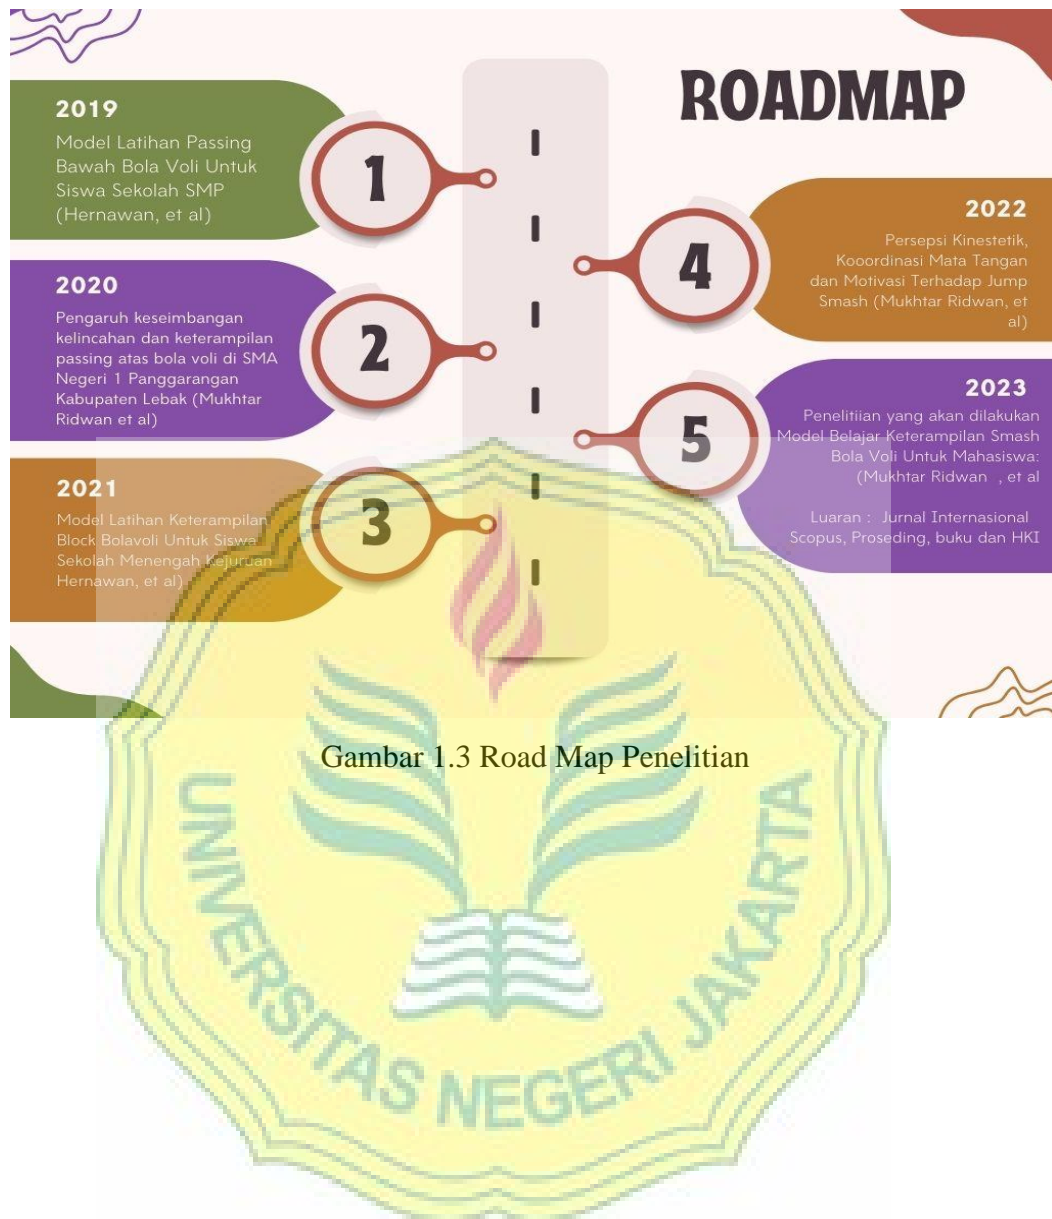 ROADMAP
2019
Model Latihan Passing
Bawah Bola Voli Untuk
Siswa Sekolah SMP
(Hernawan, et al)
1
2020
Pengaruh keseimbangan
kelincahan dan keterampilan
passing atas bola voli di SMA
Negeri 1 Panggarangan
Kabupaten Lebak (Mukhtar
Ridwan et al)
2
2021
Model Latihan Keterampilan
Block Bolavoli Untuk Siswa
Sekolah Menengah Kejuruan
Hernawan, et al)
3
2022
Persepsi Kinestetik,
Kooordinasi Mata Tangan
dan Motivasi Terhadap Jump
Smash (Mukhtar Ridwan, et
al)
4
2023
Penelitiian yang akan dilakukan
Model Belajar Keterampilan Smash
Bola Voli Untuk Mahasiswa:
(Mukhtar Ridwan , et al
Luaran : Jurnal Internasional
Scopus, Proseding, buku dan HKI
5
Gambar 1.3 Road Map Penelitian
UNIVERSITAS NEGERI JAKARTA